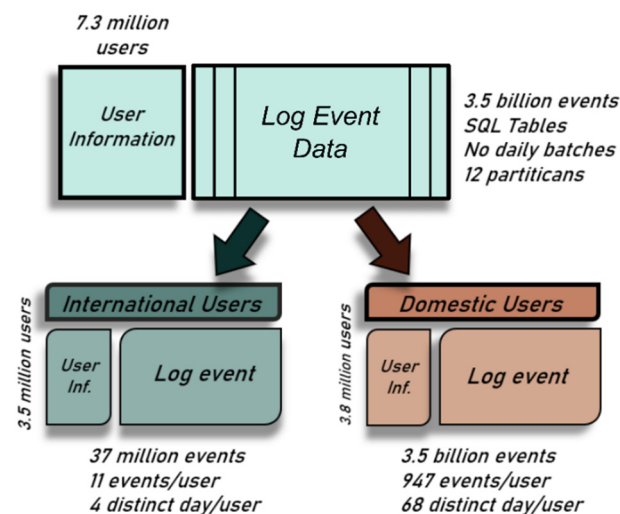 7.3 million
users
User
Information
Log Event
Data
3.5 billion events
SQL Tables
No daily batches
12 particans
International Users
3.5 million users
User
Inf.
Log event
37 million events
11 events/user
4 distinct day/user
Domestic Users
3.8 million users
User
Inf.
Log event
3.5 billion events
947 events/user
68 distinct day/user